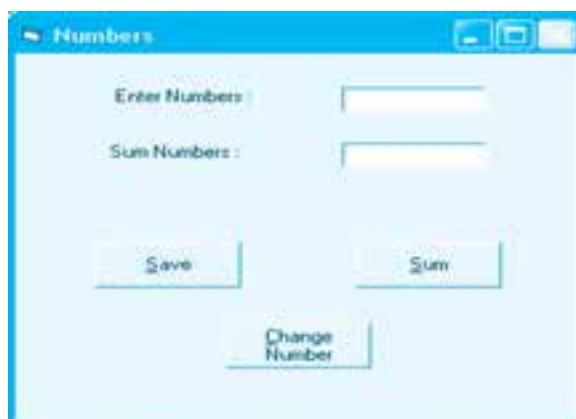 Numbers
Enter Numbers :
Sum Numbers :
Save
Sum
Change
Number